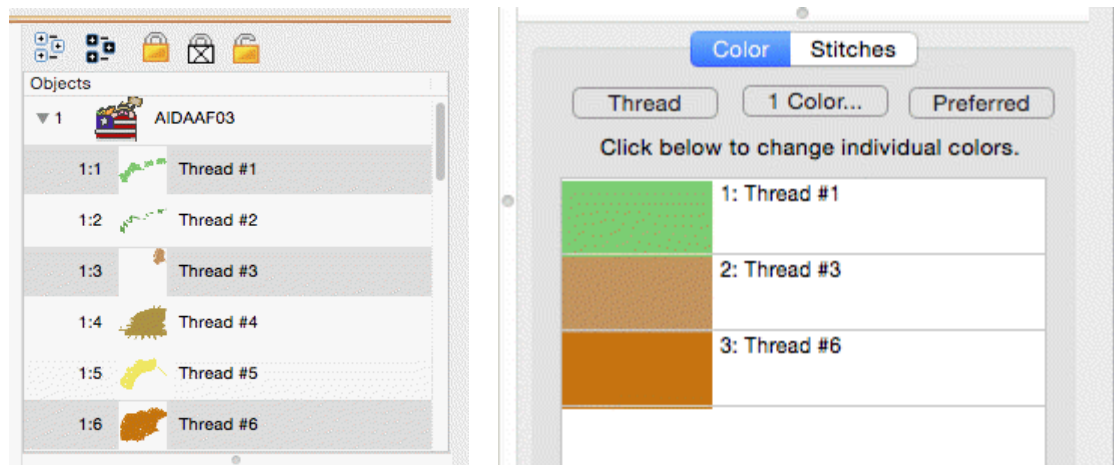 Objects
1 AIDAAF03
1:1 Thread #1
1:2 Thread #2
1:3 Thread #3
1:4 Thread #4
1:5 Thread #5
1:6 Thread #6
Color Stitches
Thread 1 Color... Preferred
Click below to change individual colors.
1: Thread #1
2: Thread #3
3: Thread #6